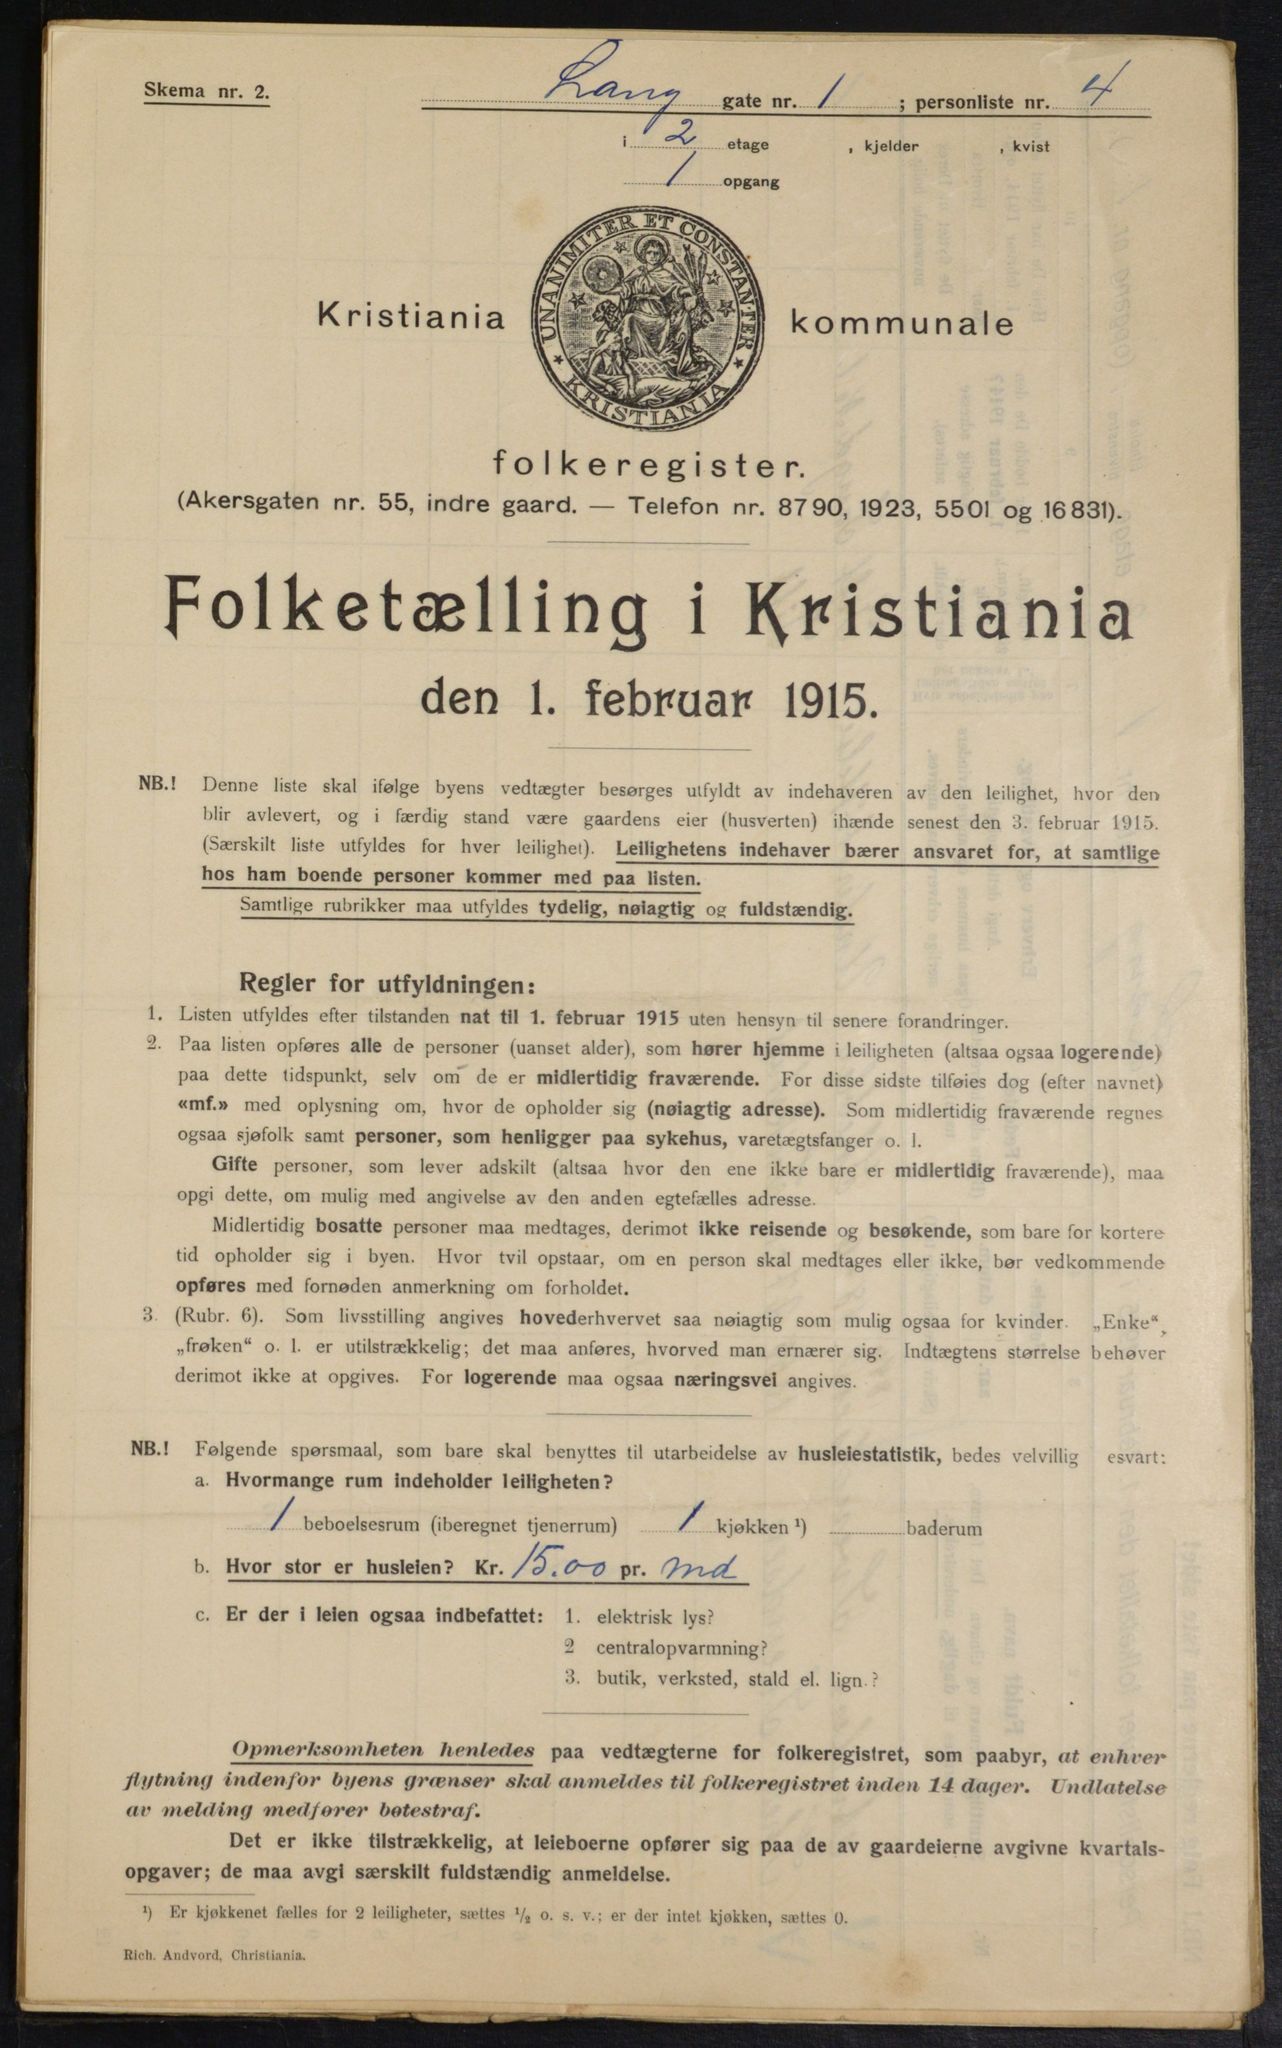 Skema nr. 2.
Lang gate nr. 1 ; personliste nr. 4
i 2 etage , kjelder , kvist
1 opgang
UNANIMITER ET CONSTANTER
★ KRISTIANIA ★
Kristiania kommunale
folkeregister.
(Akersgaten nr. 55, indre gaard. — Telefon nr. 8790, 1923, 5501 og 16831).
Folketælling i Kristiania
den 1. februar 1915.
NB.! Denne liste skal ifølge byens vedtægter besørges utfyldt av indehaveren av den leilighet, hvor den
blir avlevert, og i færdig stand være gaardens eier (husverten) ihænde senest den 3. februar 1915.
(Særskilt liste utfyldes for hver leilighet). Leilighetens indehaver bærer ansvaret for, at samtlige
hos ham boende personer kommer med paa listen.
Samtlige rubrikker maa utfyldes tydelig, nøiagtig og fuldstændig.
Regler for utfyldningen:
1. Listen utfyldes efter tilstanden nat til 1. februar 1915 uten hensyn til senere forandringer.
2. Paa listen opføres alle de personer (uanset alder), som hører hjemme i leiligheten (altsaa ogsaa logerende)
paa dette tidspunkt, selv om de er midlertidig fraværende. For disse sidste tilføies dog (efter navnet)
«mf.» med oplysning om, hvor de opholder sig (nøiagtig adresse). Som midlertidig fraværende regnes
ogsaa sjøfolk samt personer, som henligger paa sykehus, varetægtsfanger o. l.
Gifte personer, som lever adskilt (altsaa hvor den ene ikke bare er midlertidig fraværende), maa
opgi dette, om mulig med angivelse av den anden egtefælles adresse.
Midlertidig bosatte personer maa medtages, derimot ikke reisende og besøkende, som bare for kortere
tid opholder sig i byen. Hvor tvil opstaar, om en person skal medtages eller ikke, bør vedkommende
opføres med fornøden anmerkning om forholdet.
3. (Rubr. 6). Som livsstilling angives hovederhvervet saa nøiagtig som mulig ogsaa for kvinder. „Enke“,
„frøken“ o. l. er utilstrækkelig; det maa anføres, hvorved man ernærer sig. Indtægtens størrelse behøver
derimot ikke at opgives. For logerende maa ogsaa næringsvei angives.
NB.! Følgende spørsmaal, som bare skal benyttes til utarbeidelse av husleiestatistik, bedes velvillig esvart:
a. Hvormange rum indeholder leiligheten?
1 beboelsesrum (iberegnet tjenerrum) 1 kjøkken ¹) baderum
b. Hvor stor er husleien? Kr. 15.00 pr. Md
c. Er der i leien ogsaa indbefattet: 1. elektrisk lys?
2 centralopvarmning?
3. butik, verksted, stald el. lign.?
Opmerksomheten henledes paa vedtægterne for folkeregistret, som paabyr, at enhver
flytning indenfor byens grænser skal anmeldes til folkeregistret inden 14 dager. Undlatelse
av melding medfører bøtestraf.
Det er ikke tilstrækkelig, at leieboerne opfører sig paa de av gaardeierne avgivne kvartals-
opgaver; de maa avgi særskilt fuldstændig anmeldelse.
¹) Er kjøkkenet fælles for 2 leiligheter, sættes ½ o. s. v.; er der intet kjøkken, sættes 0.
Rich. Andvord, Christiania.